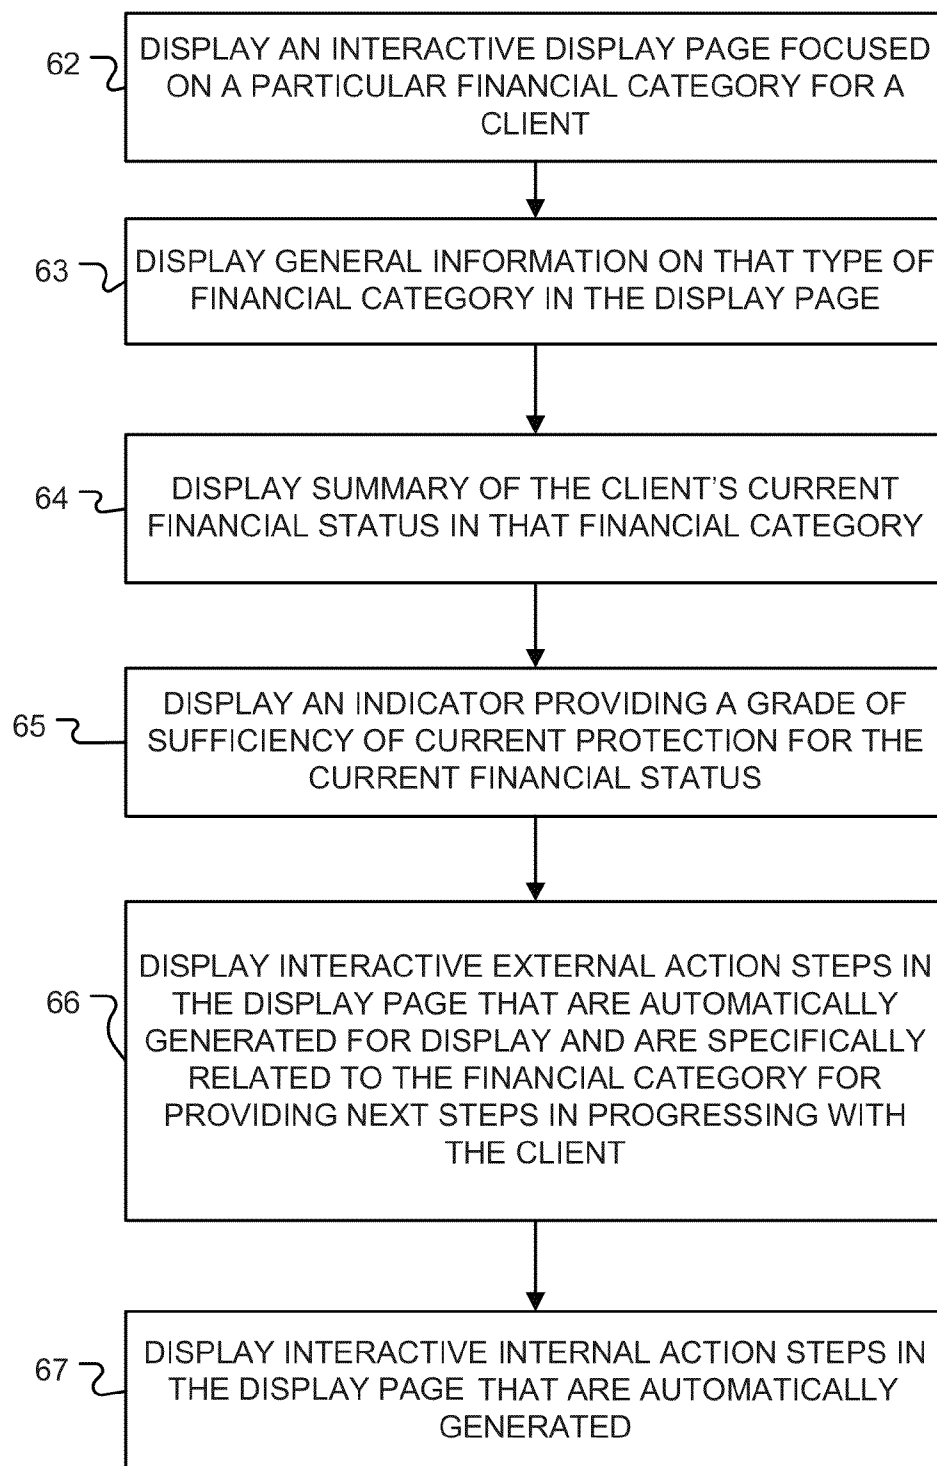 62
DISPLAY AN INTERACTIVE DISPLAY PAGE FOCUSED
ON A PARTICULAR FINANCIAL CATEGORY FOR A
CLIENT
63
DISPLAY GENERAL INFORMATION ON THAT TYPE OF
FINANCIAL CATEGORY IN THE DISPLAY PAGE
64
DISPLAY SUMMARY OF THE CLIENT'S CURRENT
FINANCIAL STATUS IN THAT FINANCIAL CATEGORY
65
DISPLAY AN INDICATOR PROVIDING A GRADE OF
SUFFICIENCY OF CURRENT PROTECTION FOR THE
CURRENT FINANCIAL STATUS
66
DISPLAY INTERACTIVE EXTERNAL ACTION STEPS IN
THE DISPLAY PAGE THAT ARE AUTOMATICALLY
GENERATED FOR DISPLAY AND ARE SPECIFICALLY
RELATED TO THE FINANCIAL CATEGORY FOR
PROVIDING NEXT STEPS IN PROGRESSING WITH
THE CLIENT
67
DISPLAY INTERACTIVE INTERNAL ACTION STEPS IN
THE DISPLAY PAGE THAT ARE AUTOMATICALLY
GENERATED